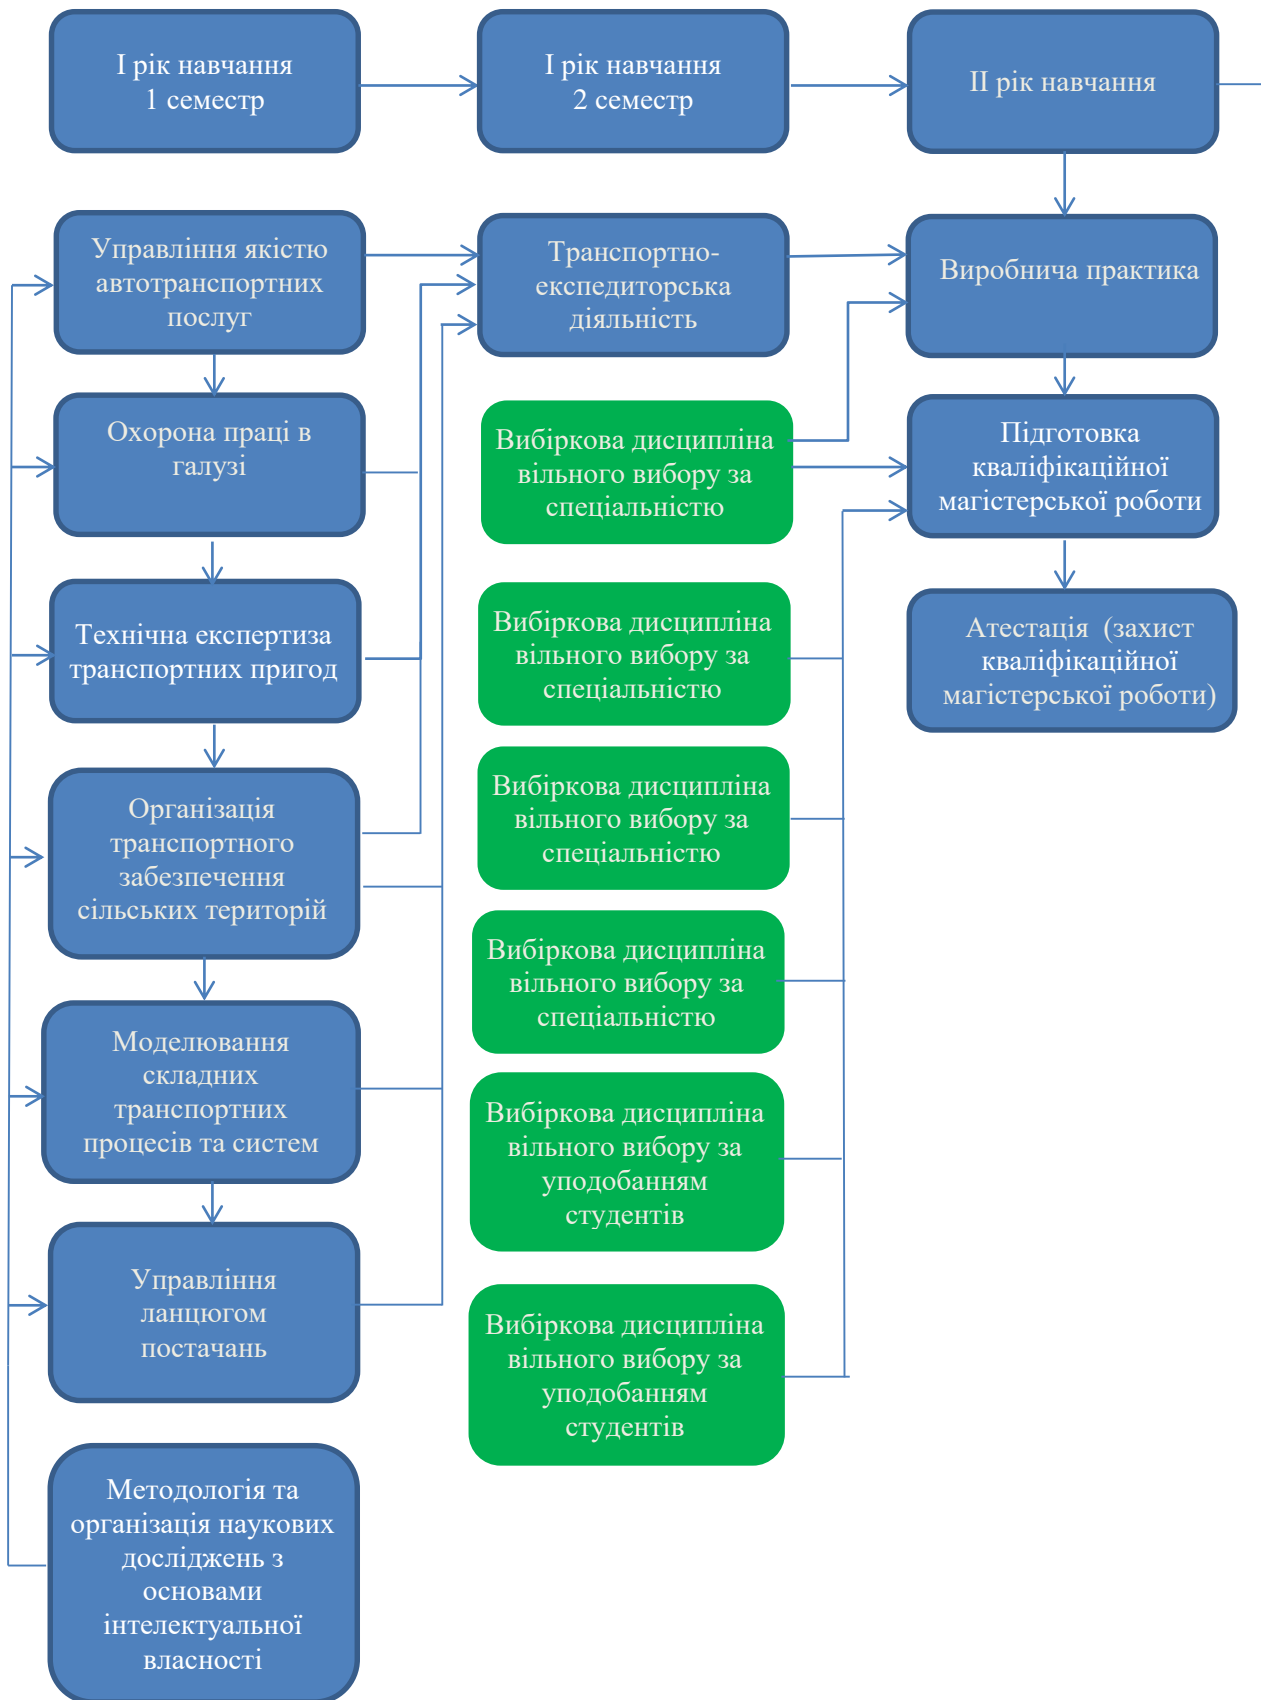 І рік навчання
1 семестр
І рік навчання
2 семестр
ІІ рік навчання
Управління якістю
автотранспортних
послуг
Охорона праці в
галузі
Технічна експертиза
транспортних пригод
Організація
транспортного
забезпечення
сільських територій
Моделювання
складних
транспортних
процесів та систем
Управління
ланцюгом
постачань
Методологія та
організація наукових
досліджень з
основами
інтелектуальної
власності
Транспортно-
експедиторська
діяльність
Вибіркова дисципліна
вільного вибору за
спеціальністю
Вибіркова дисципліна
вільного вибору за
спеціальністю
Вибіркова дисципліна
вільного вибору за
спеціальністю
Вибіркова дисципліна
вільного вибору за
спеціальністю
Вибіркова дисципліна
вільного вибору за
уподобанням
студентів
Вибіркова дисципліна
вільного вибору за
уподобанням
студентів
Виробнича практика
Підготовка
кваліфікаційної
магістерської роботи
Атестація (захист
кваліфікаційної
магістерської роботи)